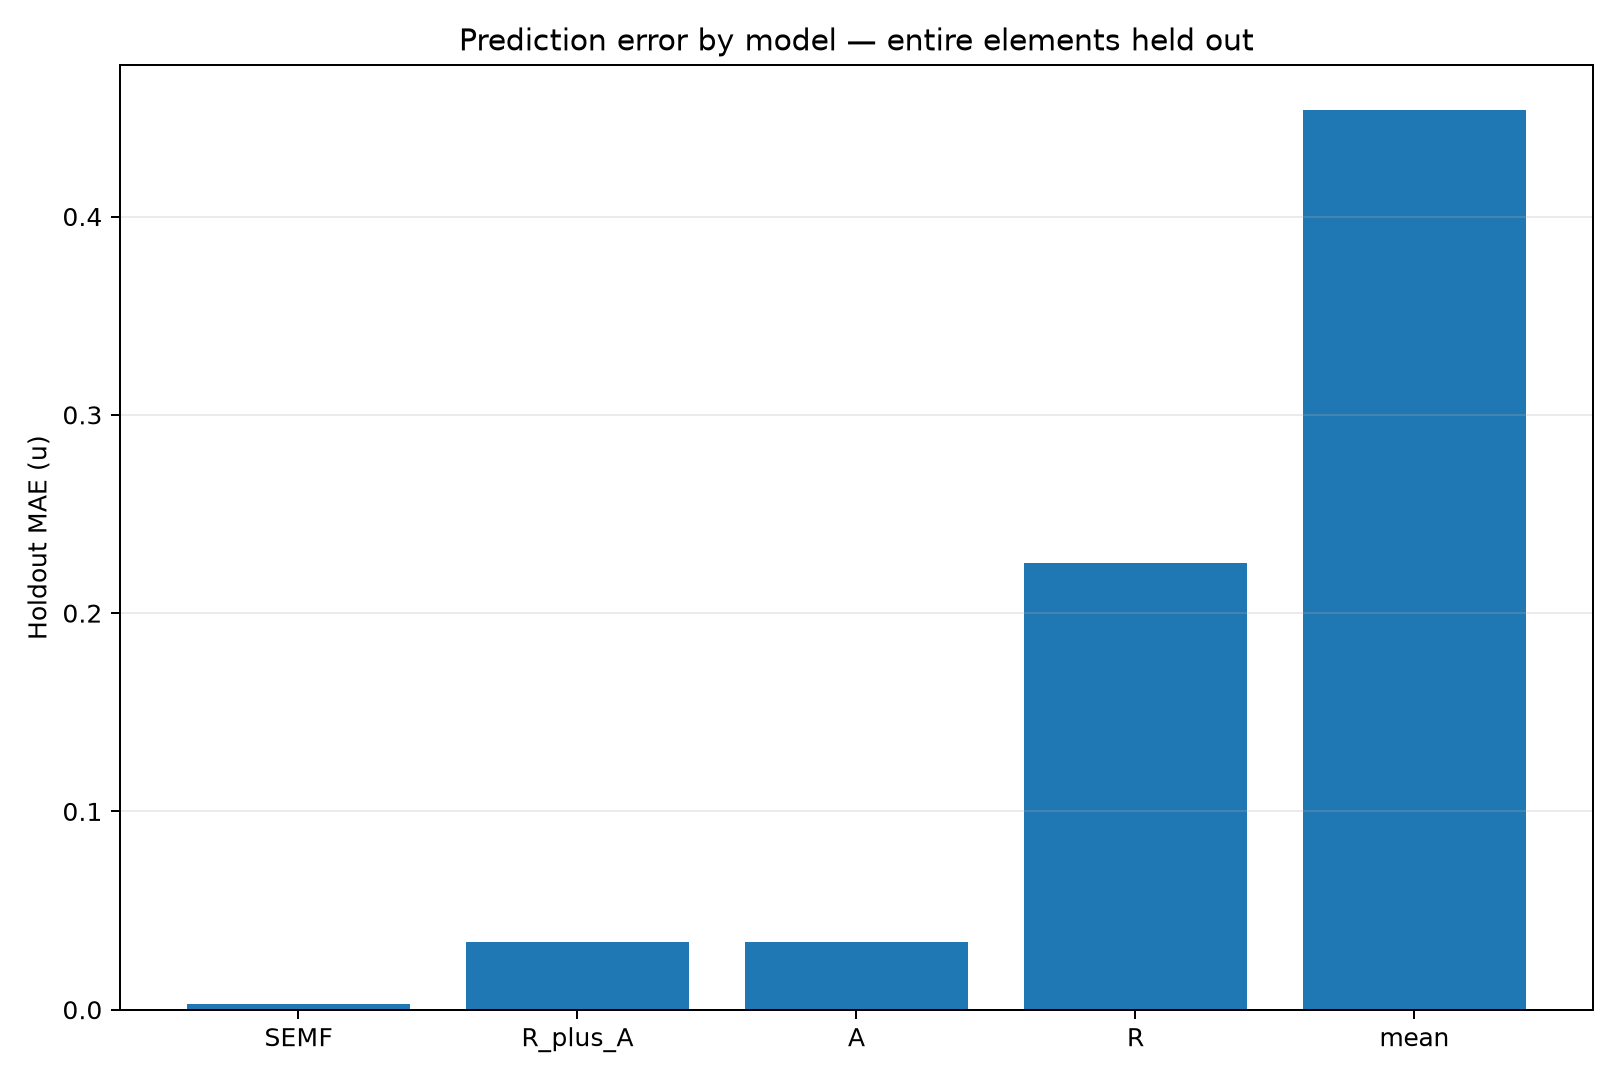 Prediction error by model — entire elements held out
Holdout MAE (u)
0.4
0.3
0.2
0.1
0.0
SEMF R_plus_A A R mean